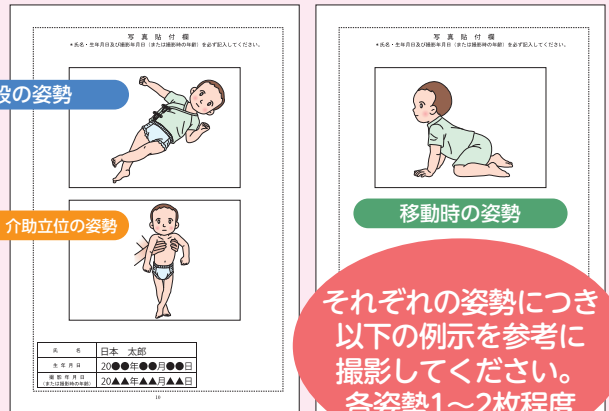 写真貼付欄
＊氏名・生年月日及び撮影年月日（または撮影時の年齢）を必ず記入してください。
の姿勢
介助立位の姿勢
氏 名 日本 太郎
生年月日 20●●年●●月●●日
撮影年月日 20▲▲年▲▲月▲▲日
（または撮影時の年齢）
10
写真貼付欄
＊氏名・生年月日及び撮影年月日（または撮影時の年齢）を必ず記入してください。
移動時の姿勢
それぞれの姿勢につき
以下の例示を参考に
撮影してください。
各姿勢1〜2枚程度